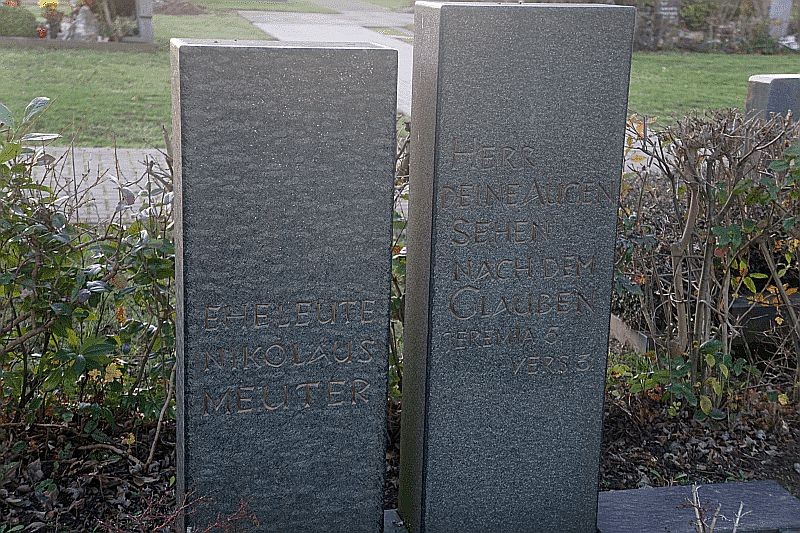 EHELEUTE
NIKOLAUS
MEUTER
HERR
DEINE AUGEN
SEHEN
NACH DEM
GLAUBEN
JEREMIA 5
VERS 3